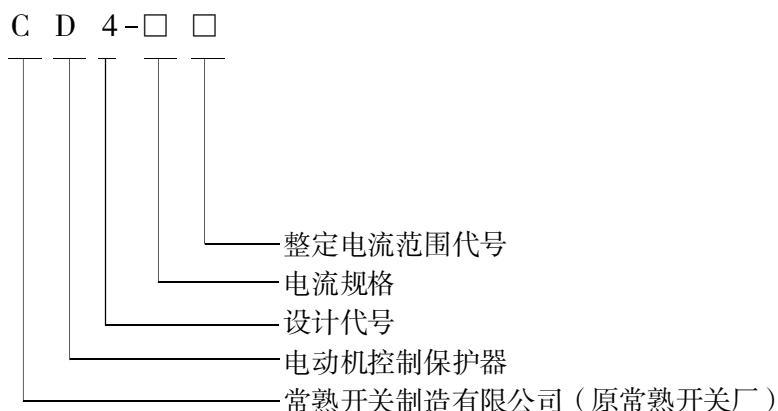 C D 4-□ □
整定电流范围代号
电流规格
设计代号
电动机控制保护器
常熟开关制造有限公司（原常熟开关厂）